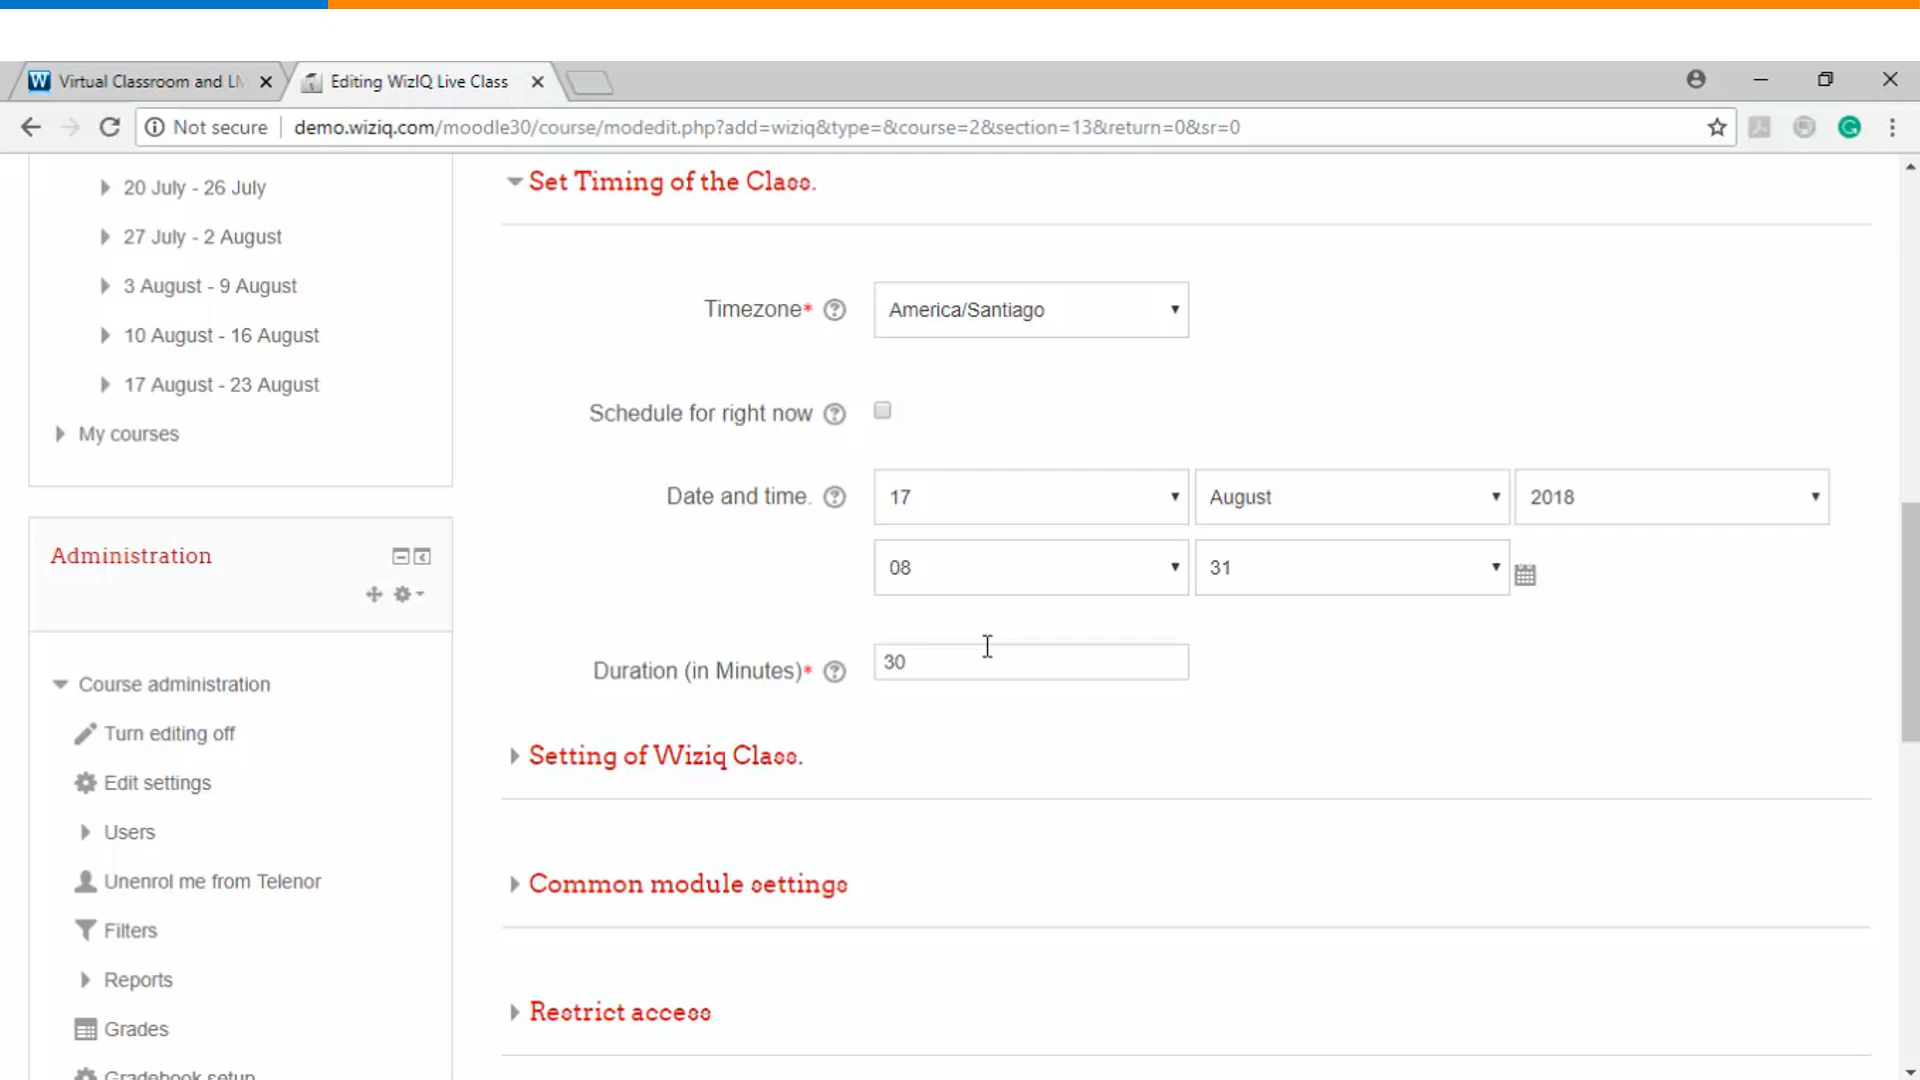 Virtual Classroom and LM
Editing WizIQ Live Class
Not secure
demo.wiziq.com/moodle30/course/modedit.php?add=wiziq&type=&course=2&section=13&return=0&sr=0
20 July - 26 July
27 July - 2 August
3 August - 9 August
10 August - 16 August
17 August - 23 August
My courses
Administration
Course administration
Turn editing off
Edit settings
Users
Unenrol me from Telenor
Filters
Reports
Grades
Gradebook setup
Set Timing of the Class.
Timezone* America/Santiago
Schedule for right now
Date and time. 17 August 2018
08 31
Duration (in Minutes)* 30
Setting of Wiziq Class.
Common module settings
Restrict access